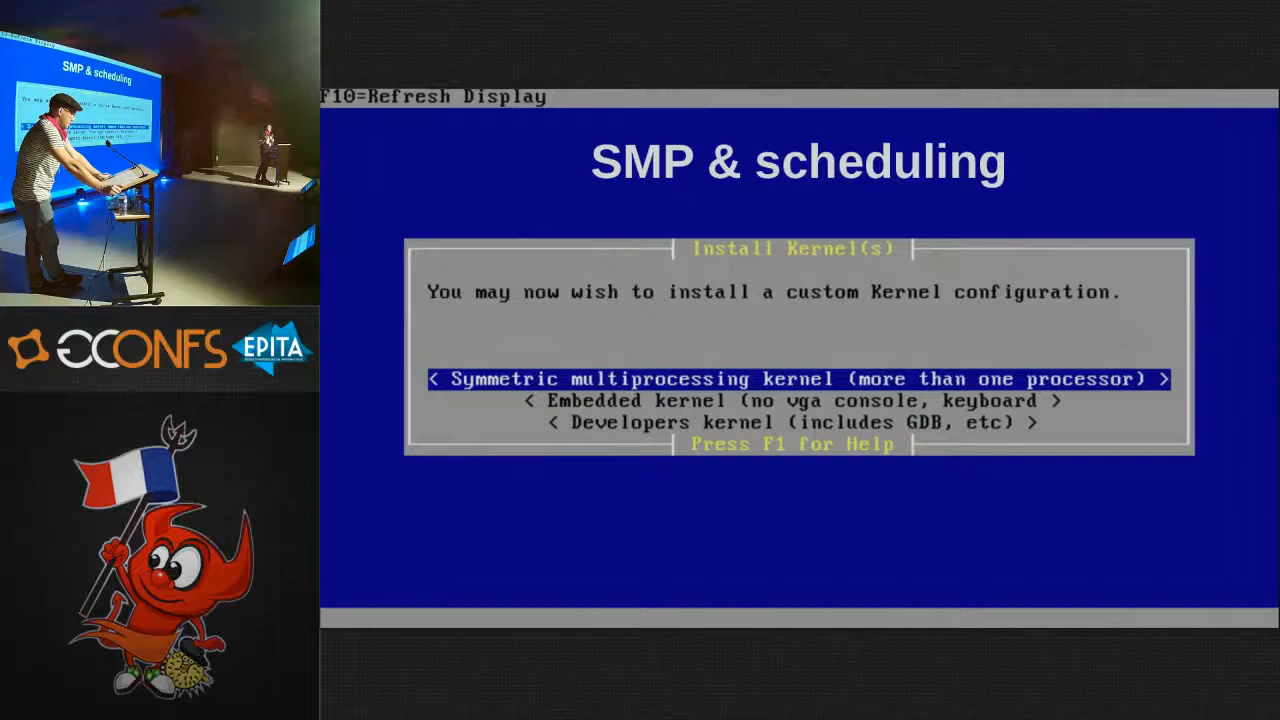 SMP & scheduling
F10=Refresh Display
SMP & scheduling
Install Kernel(s)
You may now wish to install a custom Kernel configuration.
< Symmetric multiprocessing kernel (more than one processor) >
< Embedded kernel (no vga console, keyboard >
< Developers kernel (includes GDB, etc) >
Press F1 for Help
GCONFS
EPITA